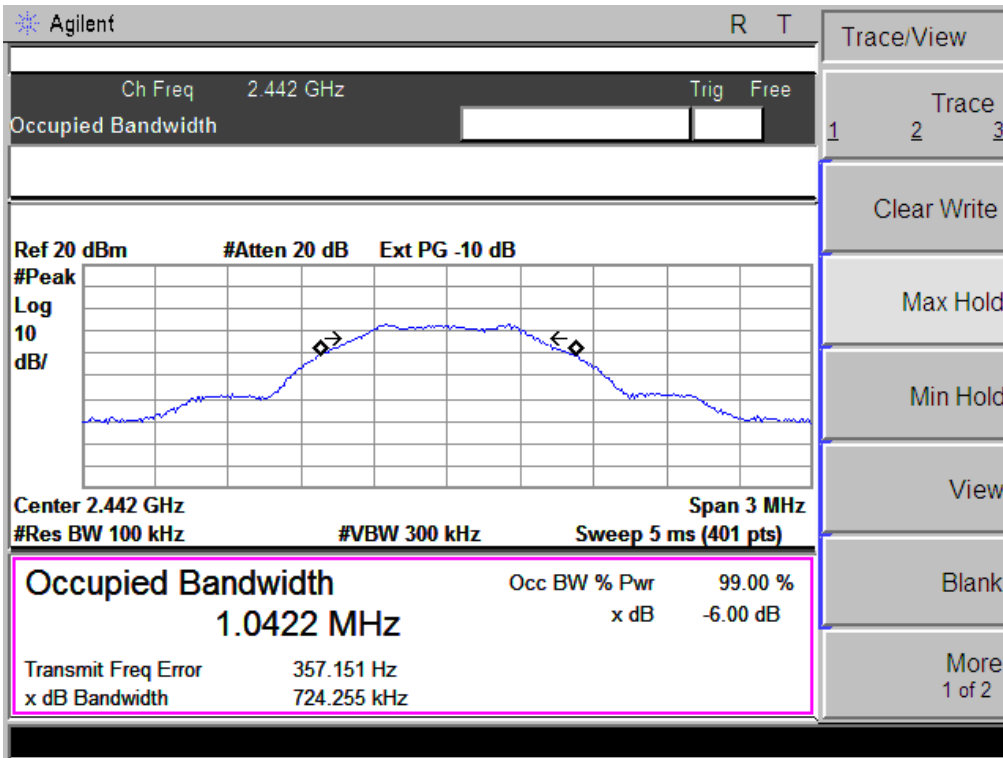 Agilent R T
Trace/View
Ch Freq 2.442 GHz Trig Free
Occupied Bandwidth
Trace
1 2 3
Clear Write
Max Hold
Min Hold
View
Blank
More
1 of 2
Ref 20 dBm #Atten 20 dB Ext PG -10 dB
#Peak
Log
10
dB/
Center 2.442 GHz Span 3 MHz
#Res BW 100 kHz #VBW 300 kHz Sweep 5 ms (401 pts)
Occupied Bandwidth Occ BW % Pwr 99.00 %
1.0422 MHz x dB -6.00 dB
Transmit Freq Error 357.151 Hz
x dB Bandwidth 724.255 kHz